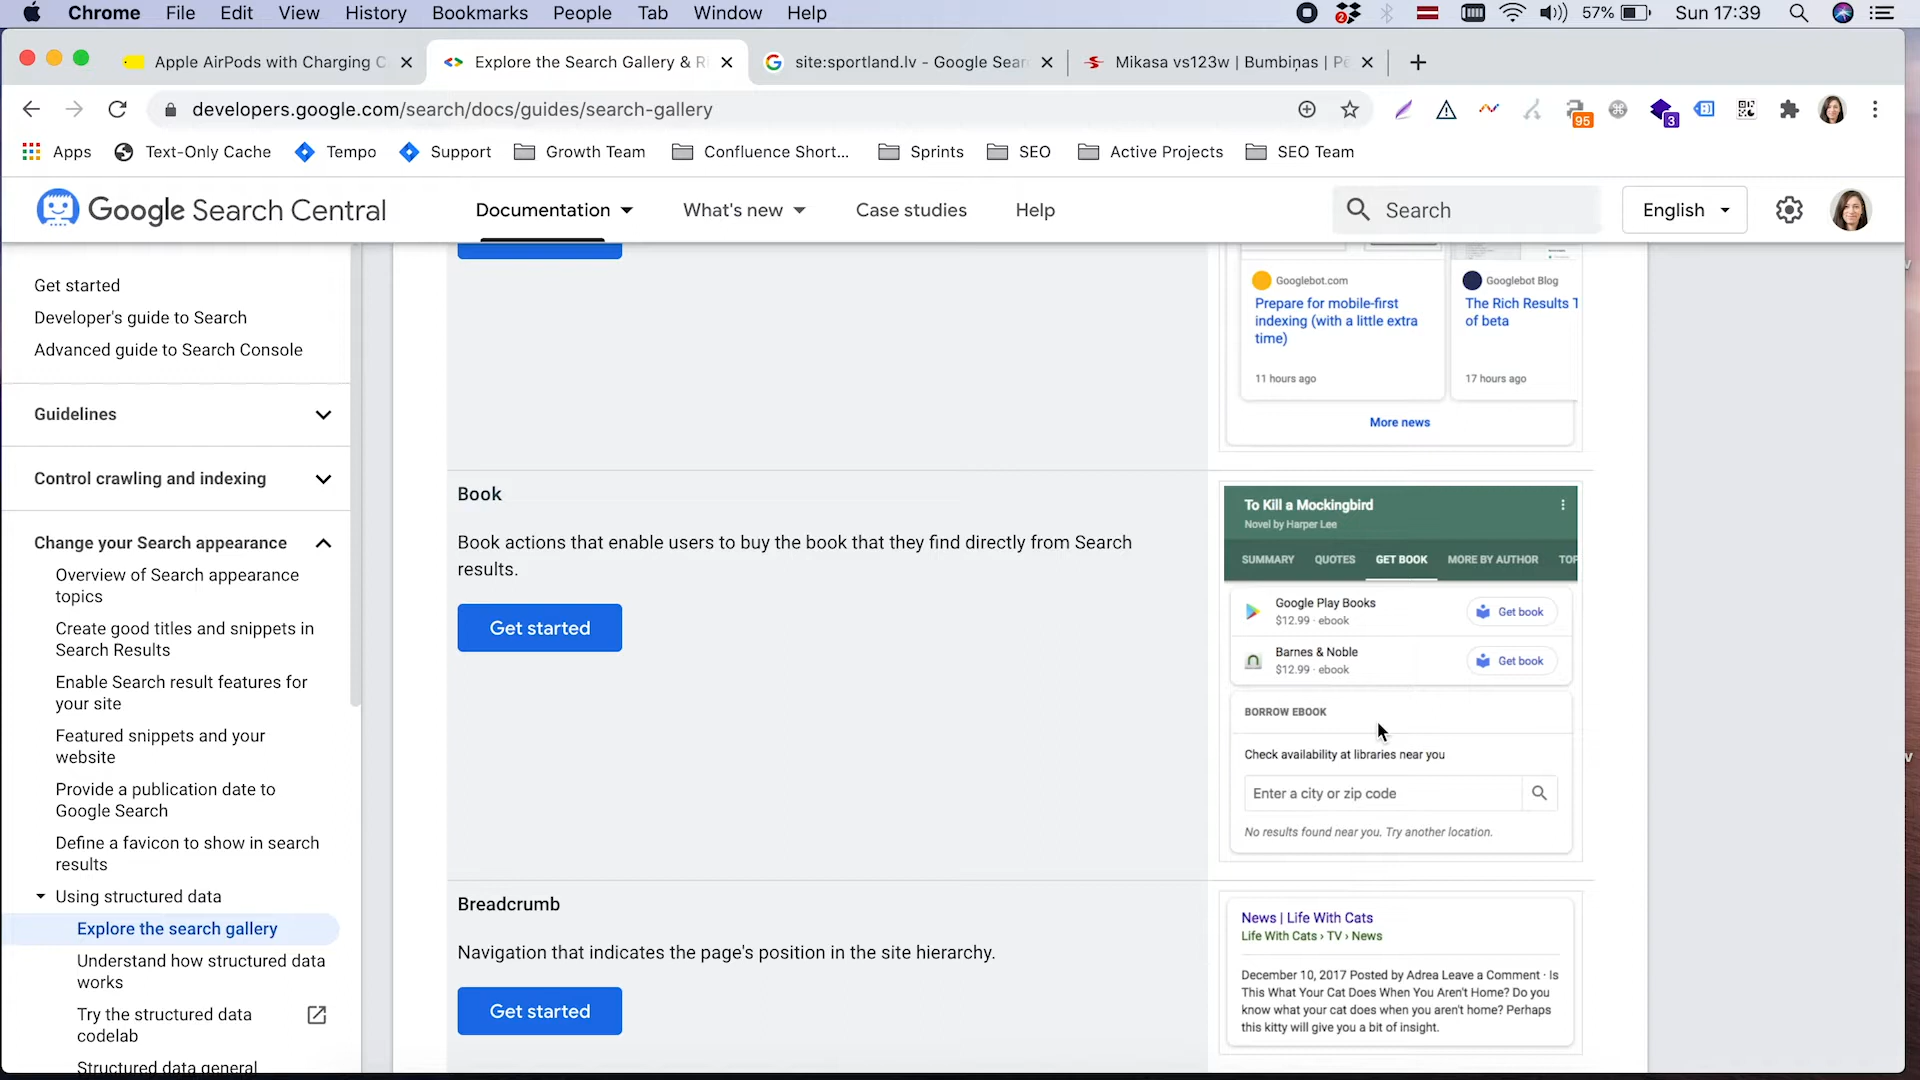 Chrome File Edit View History Bookmarks People Tab Window Help 2 57% Sun 17:39
Apple AirPods with Charging C
Explore the Search Gallery & R
site:sportland.lv - Google Sear
Mikasa vs123w | Bumbiņas | Pē
developers.google.com/search/docs/guides/search-gallery
95
3
Apps Text-Only Cache Tempo Support Growth Team Confluence Short... Sprints SEO Active Projects SEO Team
Google Search Central Documentation What's new Case studies Help Search English
Get started
Developer's guide to Search
Advanced guide to Search Console
Guidelines
Control crawling and indexing
Change your Search appearance
Overview of Search appearance
topics
Create good titles and snippets in
Search Results
Enable Search result features for
your site
Featured snippets and your
website
Provide a publication date to
Google Search
Define a favicon to show in search
results
Using structured data
Explore the search gallery
Understand how structured data
works
Try the structured data
codelab
Structured data general
Googlebot.com
Prepare for mobile-first
indexing (with a little extra
time)
11 hours ago
Googlebot Blog
The Rich Results T
of beta
17 hours ago
More news
Book
Book actions that enable users to buy the book that they find directly from Search
results.
Get started
To Kill a Mockingbird
Novel by Harper Lee
SUMMARY QUOTES GET BOOK MORE BY AUTHOR TOP
Google Play Books
$12.99 · ebook
Get book
Barnes & Noble
$12.99 · ebook
Get book
BORROW EBOOK
Check availability at libraries near you
Enter a city or zip code
No results found near you. Try another location.
Breadcrumb
Navigation that indicates the page's position in the site hierarchy.
Get started
News | Life With Cats
Life With Cats › TV › News
December 10, 2017 Posted by Adrea Leave a Comment · Is
This What Your Cat Does When You Aren't Home? Do you
know what your cat does when you aren't home? Perhaps
this kitty will give you a bit of insight.